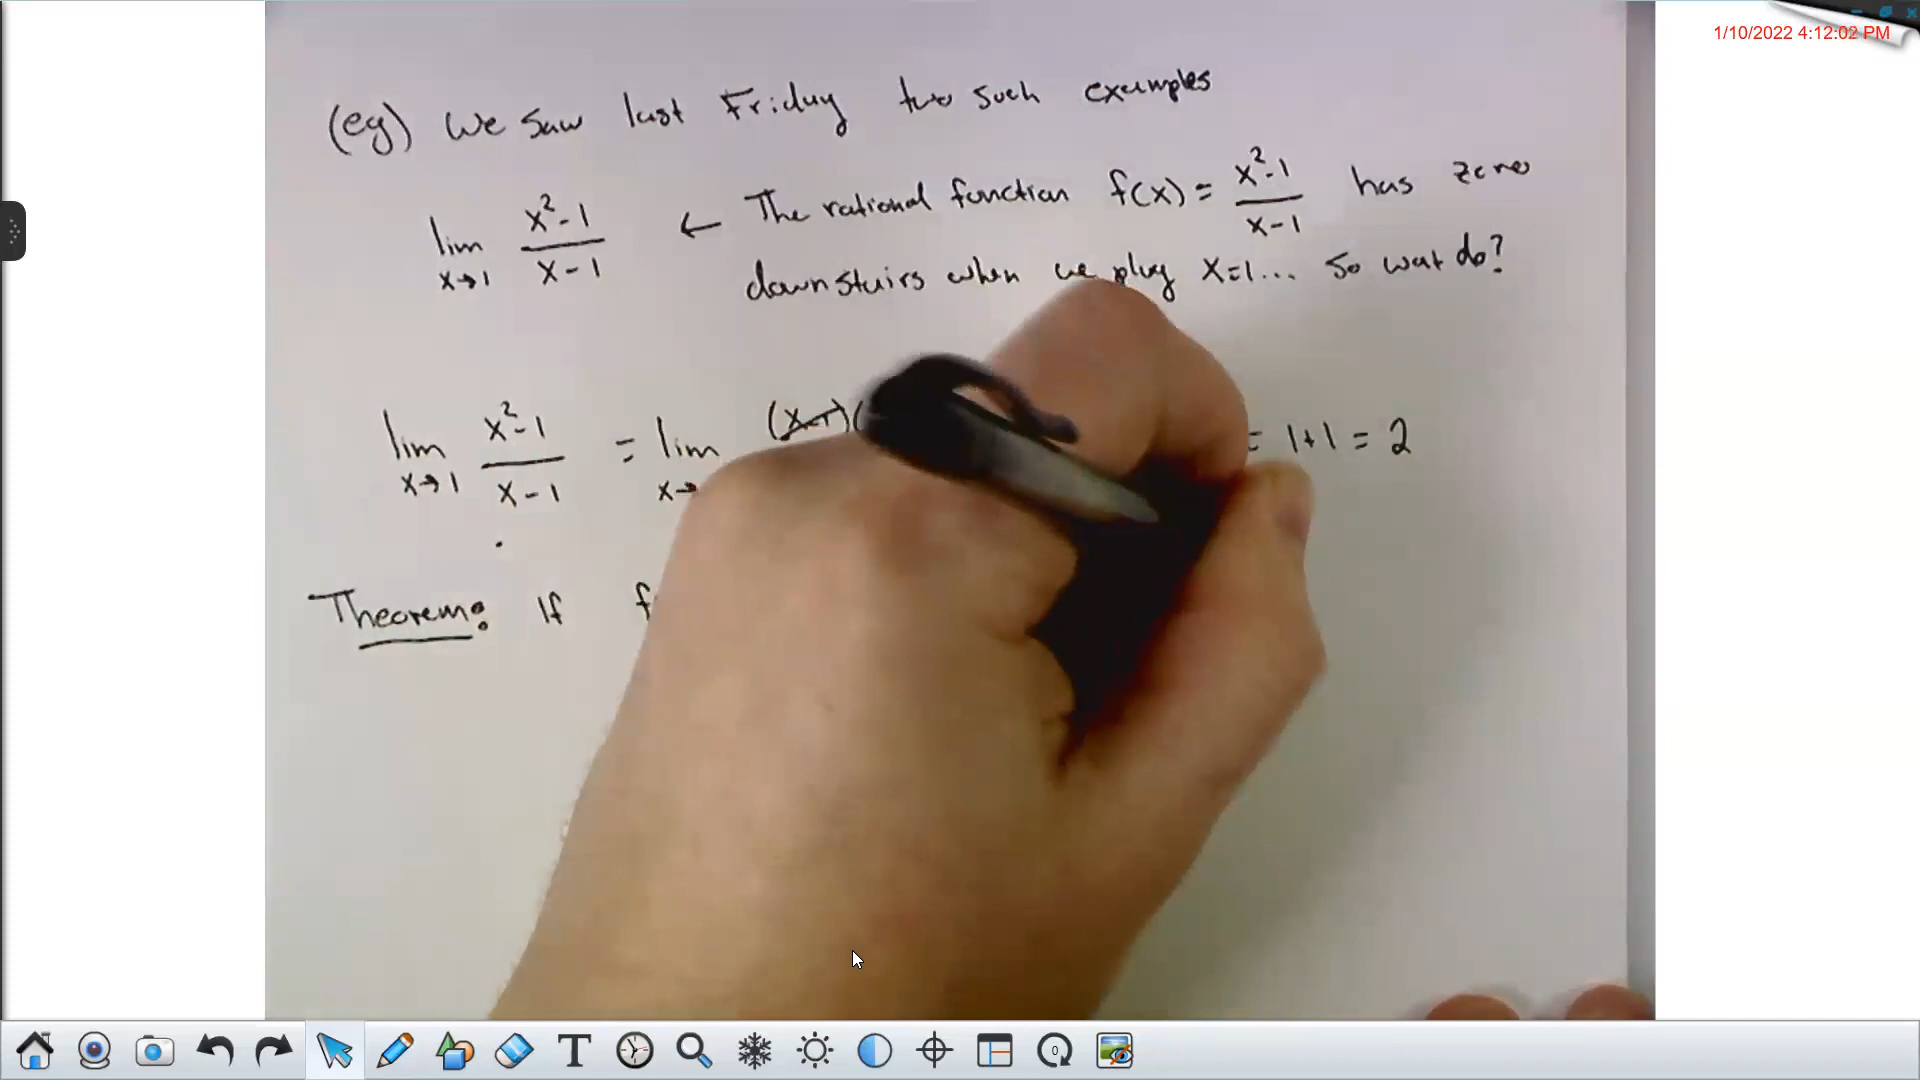 1/10/2022 4:12:02 PM
(eg) We saw last Friday two such examples
lim x→1 x²-1 / x-1 ← The rational function f(x) = x²-1 / x-1 has zero
downstairs when we plug x=1... so wat do?
lim x→1 x²-1 / x-1 = lim x→ (x-1)( = 1+1 = 2
Theorem: If f
T
0